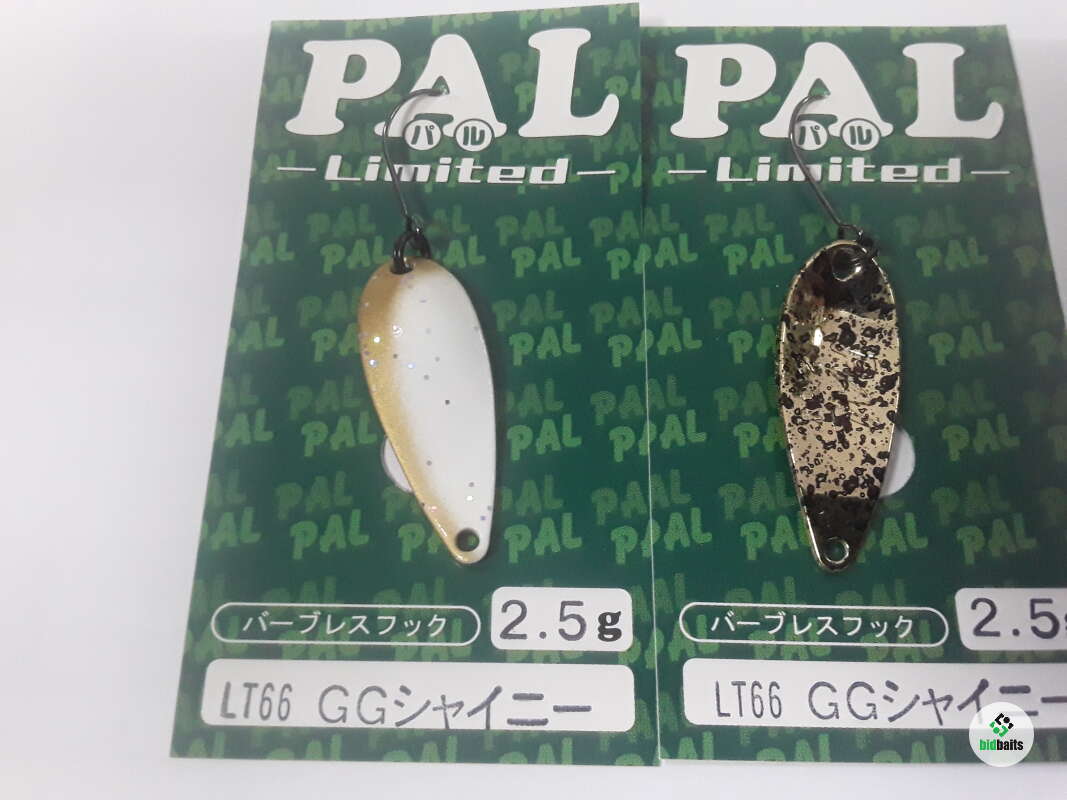 PAL
パル
Limited
バーブレスフック
2.5g
LT66 GGシャイニー
PAL
パル
Limited
バーブレスフック
2.5g
LT66 GGシャイニー
bidbaits